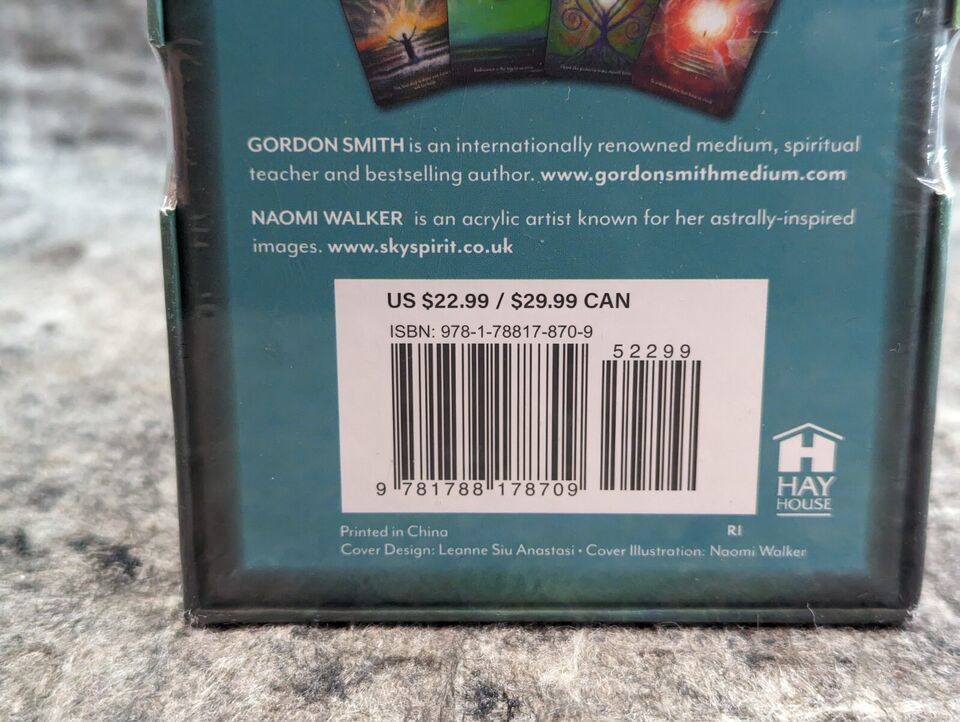 GORDON SMITH is an internationally renowned medium, spiritual
teacher and bestselling author. www.gordonsmithmedium.com
NAOMI WALKER is an acrylic artist known for her astrally-inspired
images. www.skyspirit.co.uk
US $22.99 / $29.99 CAN
ISBN: 978-1-78817-870-9
52299
9 781788 178709
HAY
HOUSE
Printed in China
R1
Cover Design: Leanne Siu Anastasi • Cover Illustration: Naomi Walker